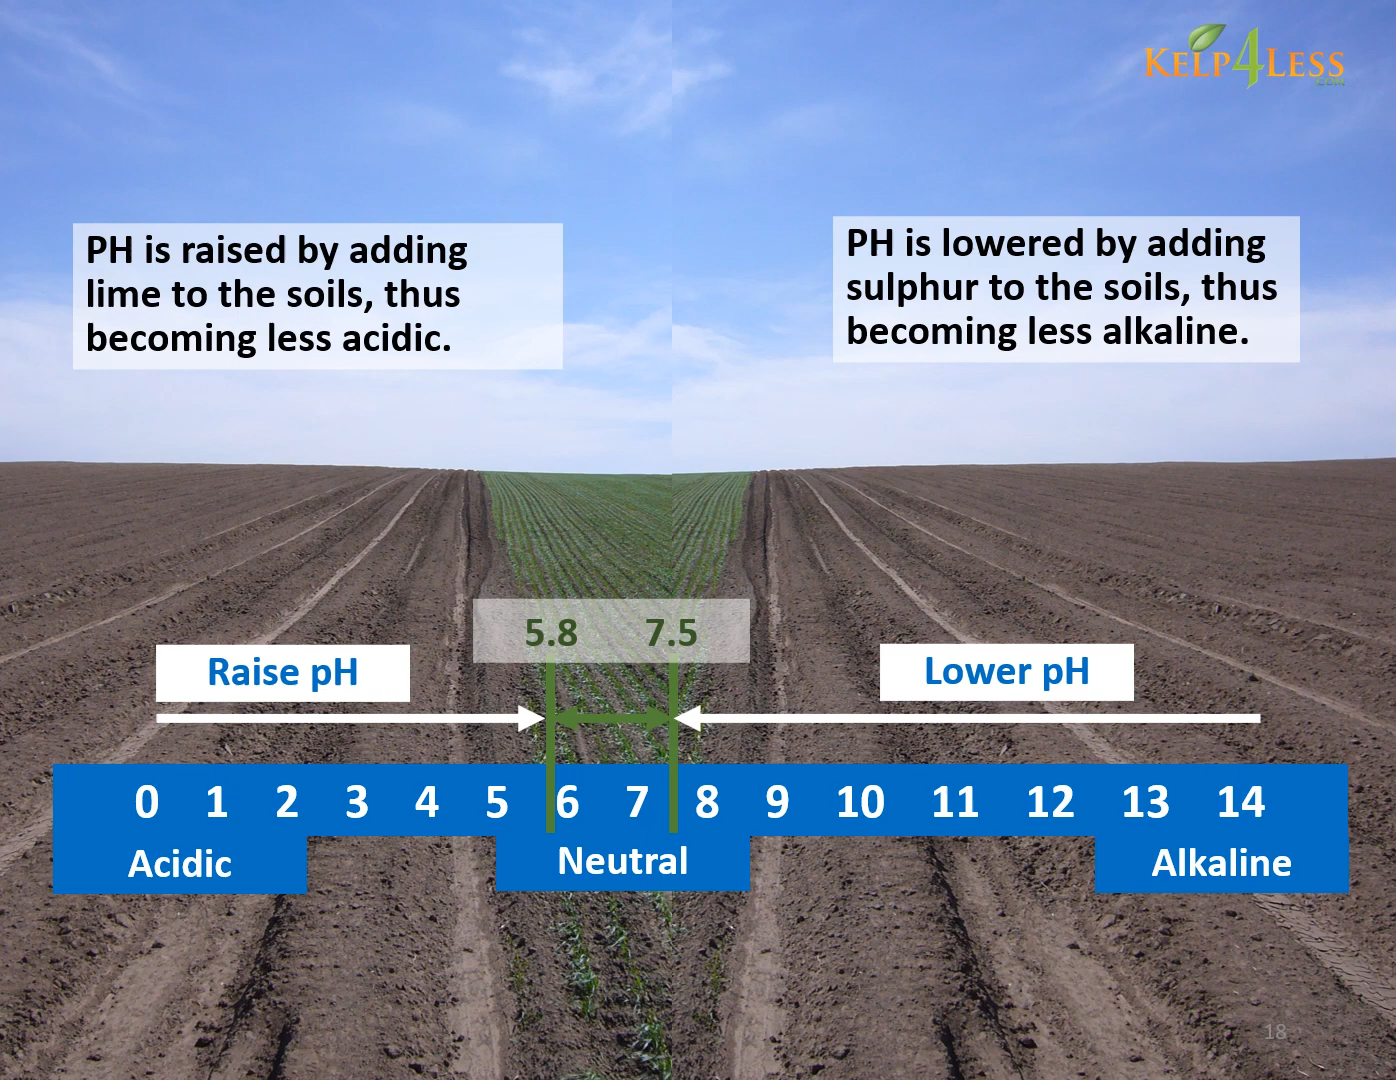 KELP4LESS
.COM
PH is raised by adding
lime to the soils, thus
becoming less acidic.
PH is lowered by adding
sulphur to the soils, thus
becoming less alkaline.
5.8 7.5
Raise pH
Lower pH
0 1 2 3 4 5 6 7 8 9 10 11 12 13 14
Acidic
Neutral
Alkaline
18